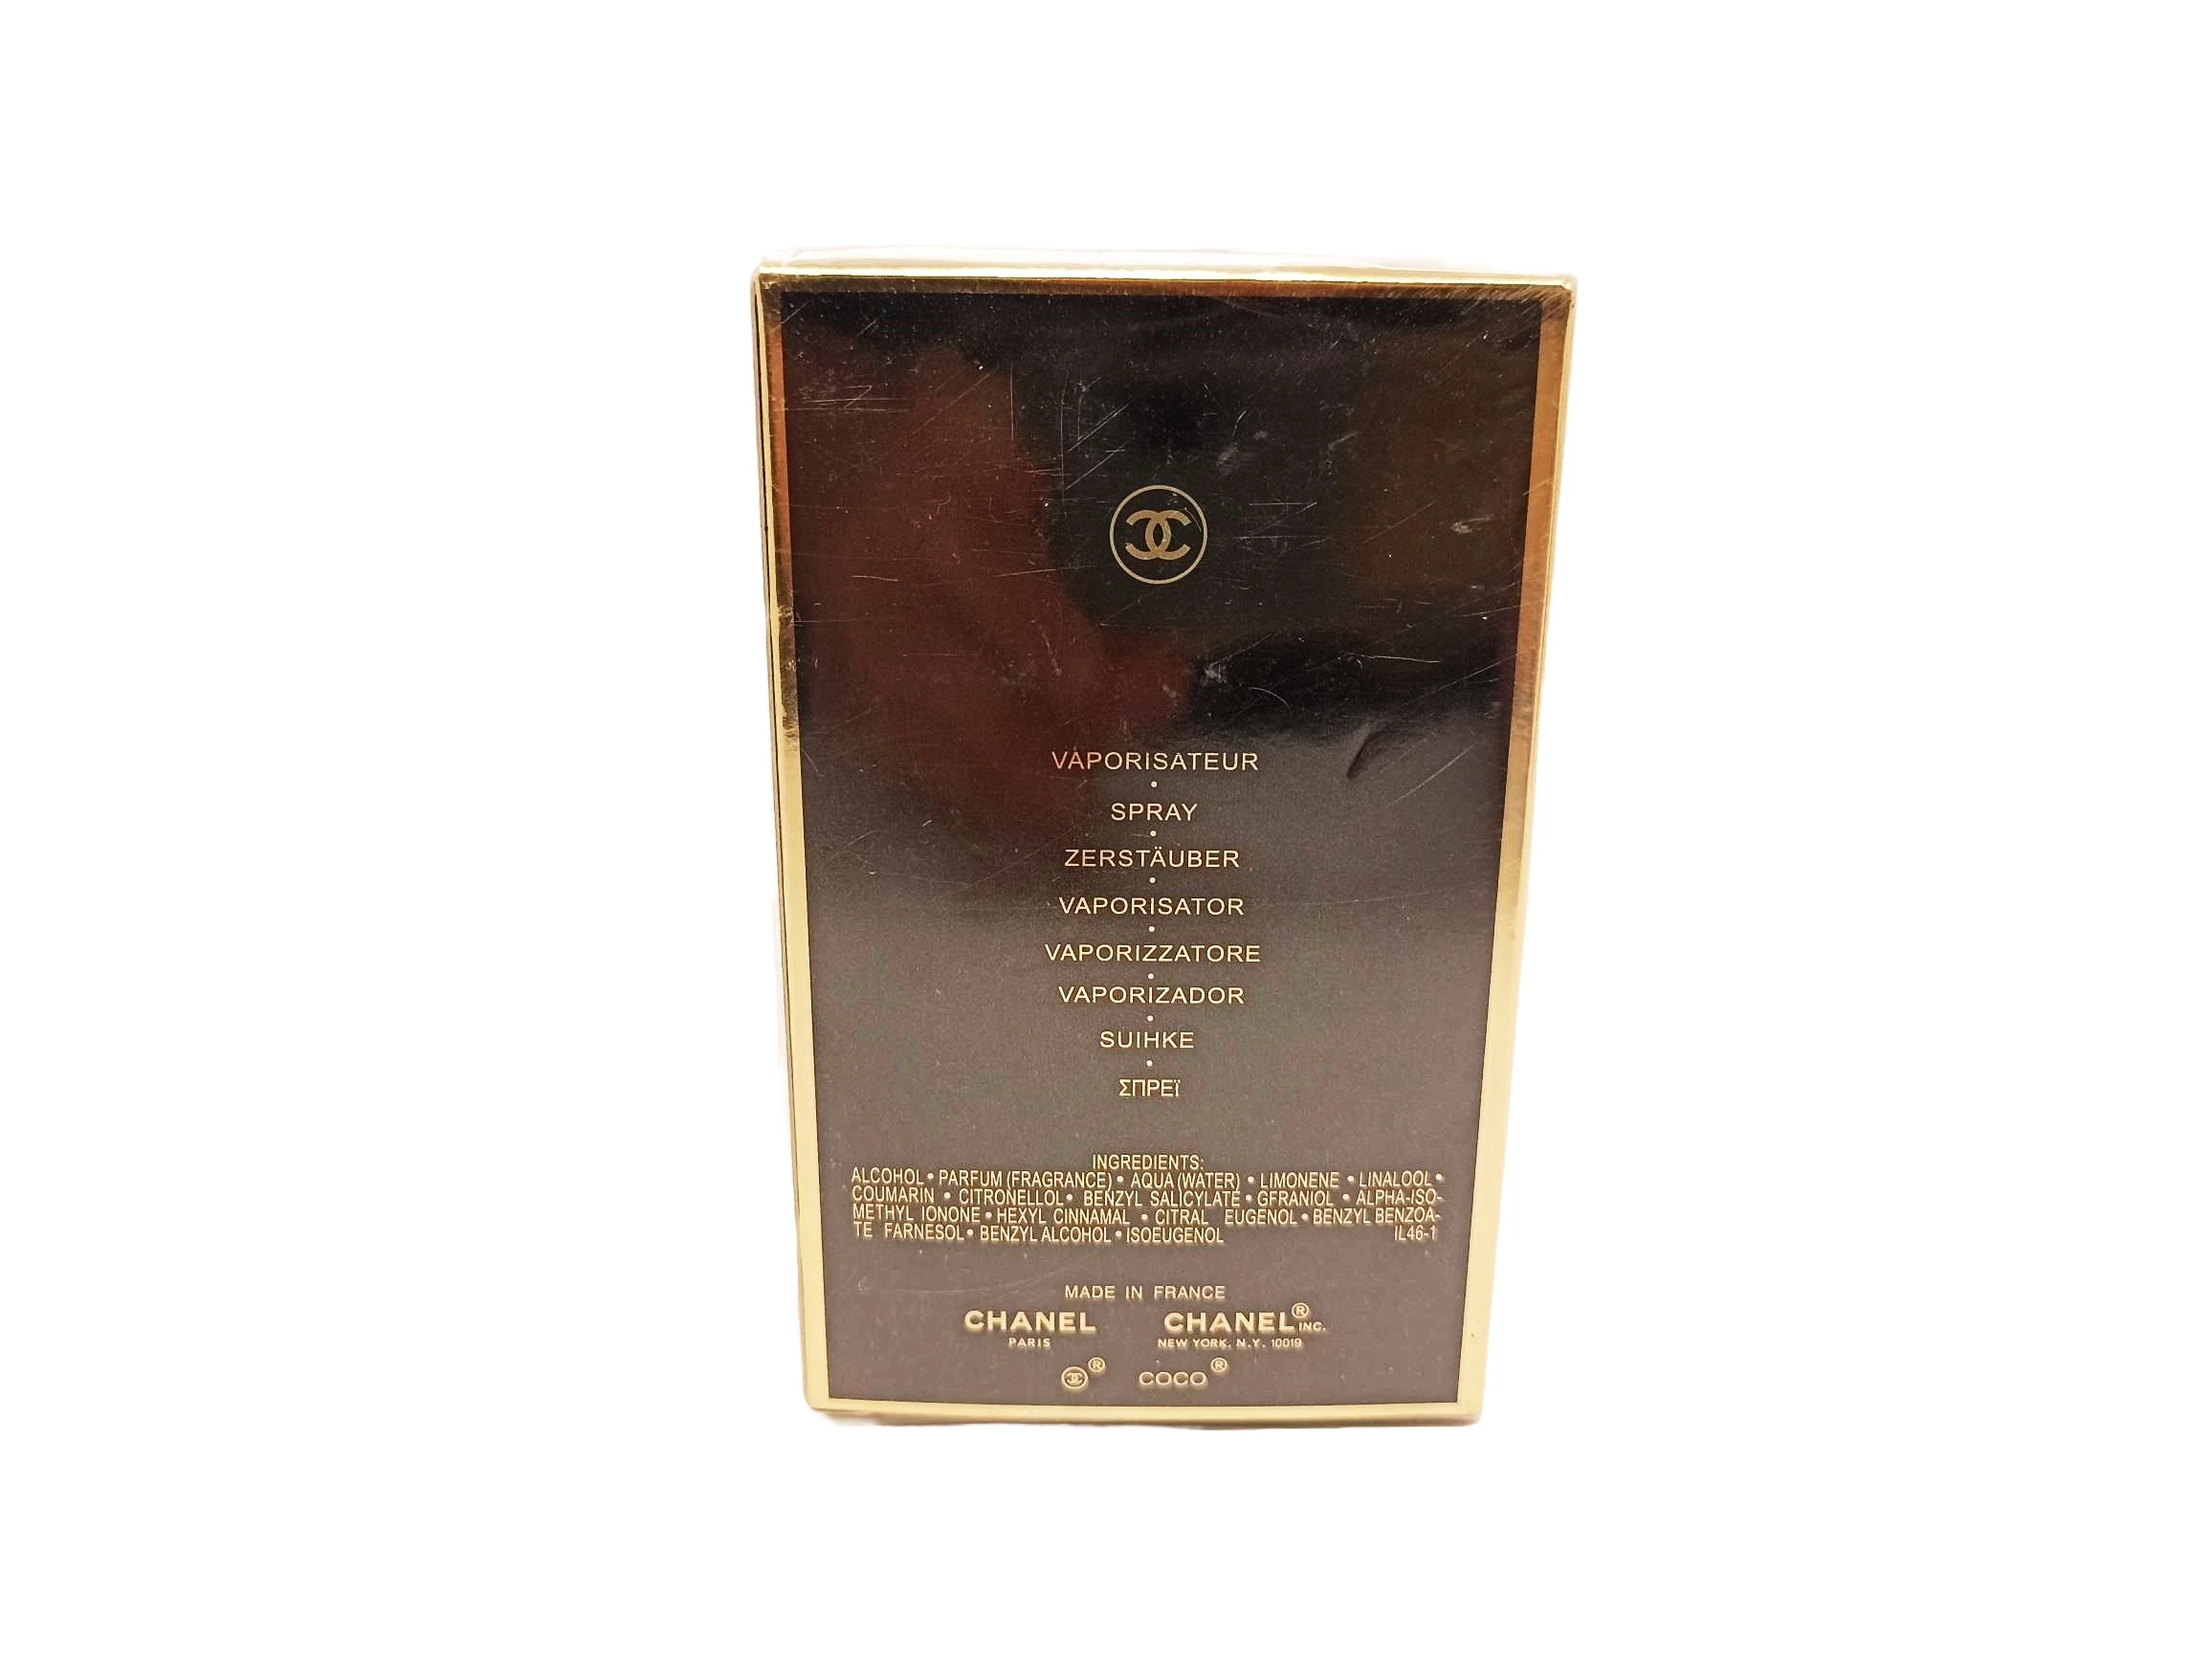 VAPORISATEUR
•
SPRAY
•
ZERSTÄUBER
•
VAPORISATOR
•
VAPORIZZATORE
•
VAPORIZADOR
•
SUIHKE
•
ΣΠΡΕΪ
INGREDIENTS:
ALCOHOL • PARFUM (FRAGRANCE) • AQUA (WATER) • LIMONENE • LINALOOL •
COUMARIN • CITRONELLOL • BENZYL SALICYLATE • GFRANIOL • ALPHA-ISO-
METHYL IONONE • HEXYL CINNAMAL • CITRAL EUGENOL • BENZYL BENZOA-
TE FARNESOL • BENZYL ALCOHOL • ISOEUGENOL IL46-1
MADE IN FRANCE
CHANEL CHANEL® INC.
PARIS NEW YORK, N.Y. 10019
® COCO®